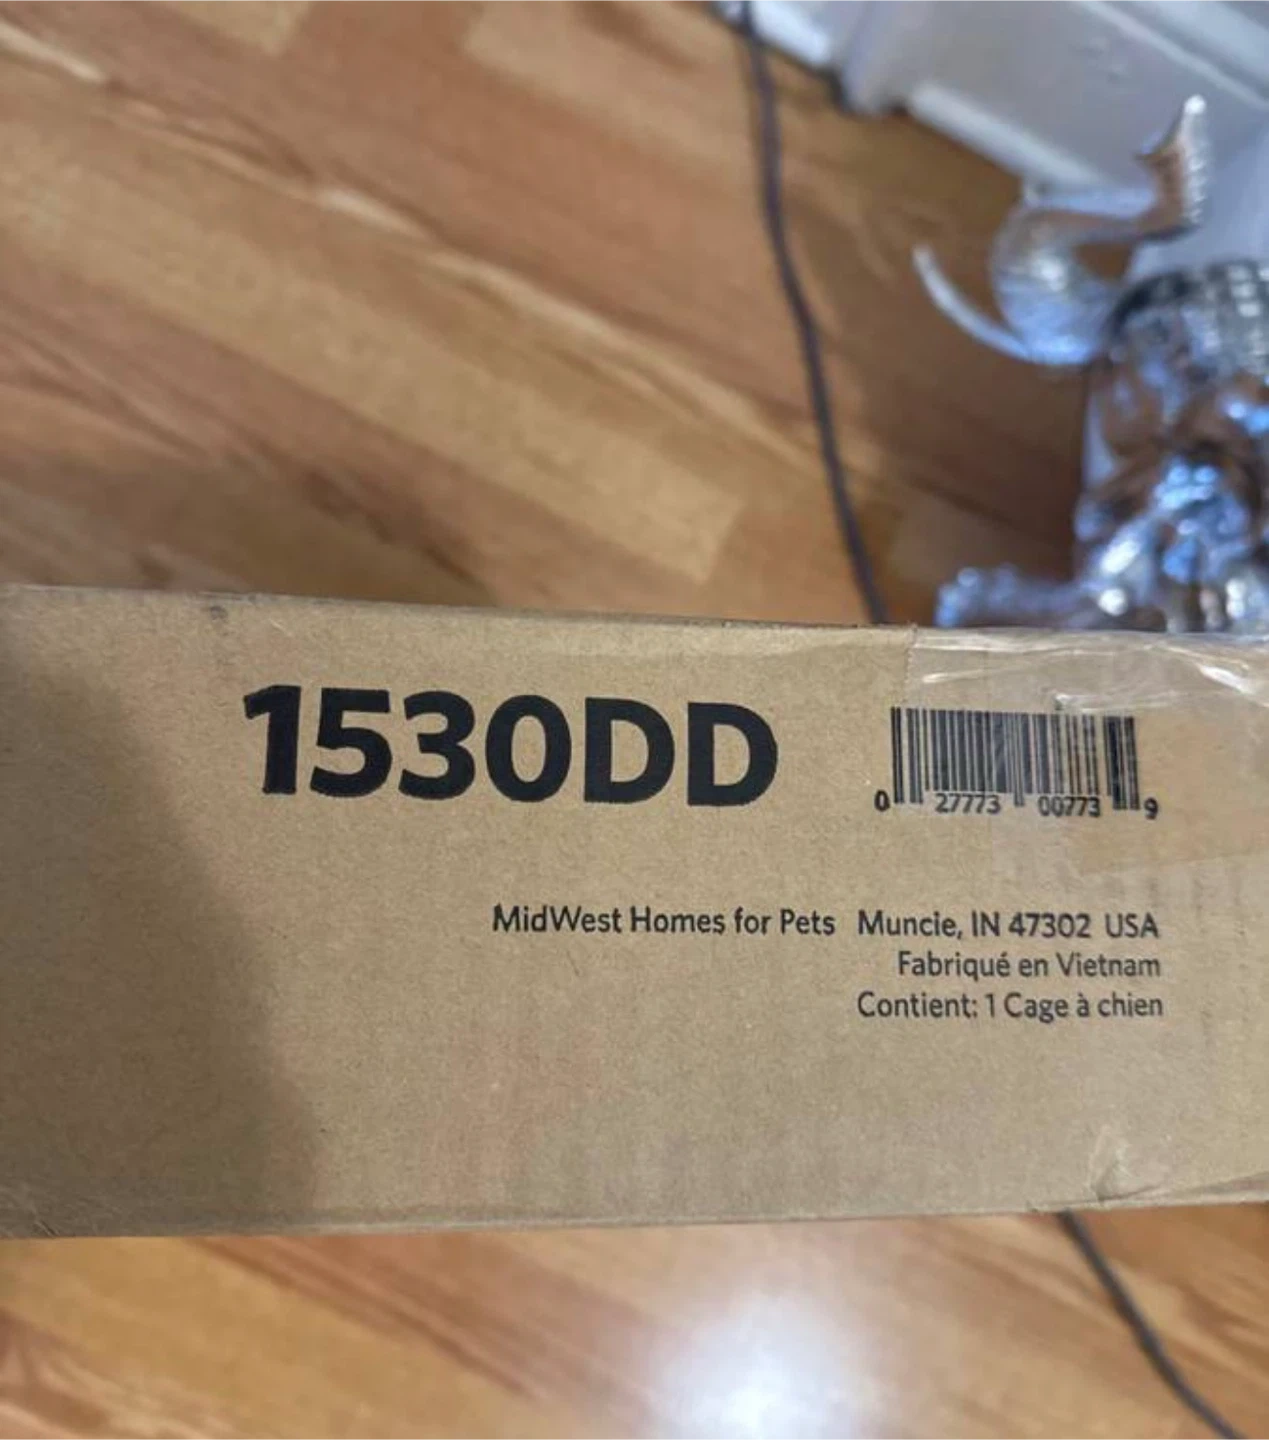 1530DD
0 27773 00773 9
MidWest Homes for Pets Muncie, IN 47302 USA
Fabriqué en Vietnam
Contient: 1 Cage à chien